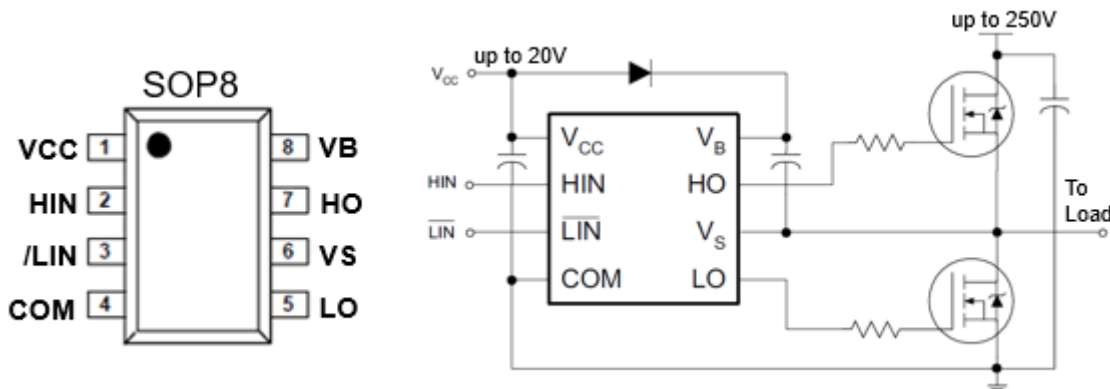 SOP8
VCC 1 8 VB
HIN 2 7 HO
/LIN 3 6 VS
COM 4 5 LO
up to 250V
up to 20V
VCC
VCC VB
HIN HIN HO
To
Load
LIN LIN VS
COM LO